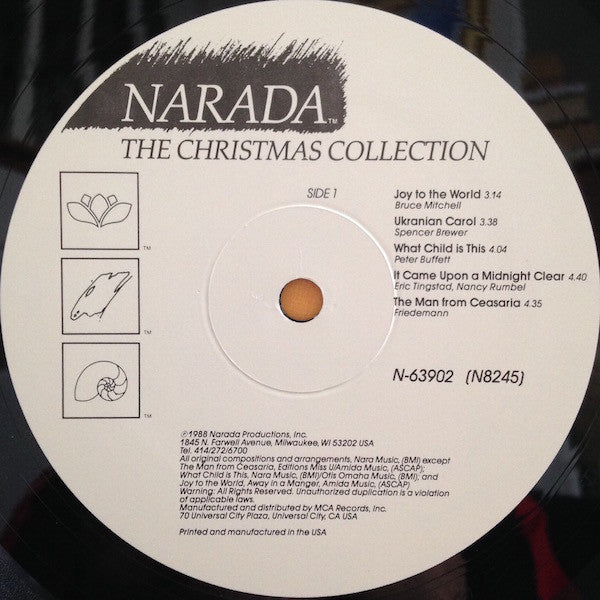 NARADA™
THE CHRISTMAS COLLECTION
SIDE 1
Joy to the World 3.14
Bruce Mitchell
Ukranian Carol 3.38
Spencer Brewer
What Child is This 4.04
Peter Buffett
It Came Upon a Midnight Clear 4.40
Eric Tingstad, Nancy Rumbel
The Man from Ceasaria 4.35
Friedemann
TM
TM
TM
N-63902 (N8245)
℗1988 Narada Productions, Inc.
1845 N. Farwell Avenue, Milwaukee, WI 53202 USA
Tel. 414/272/6700
All original compositions and arrangements, Nara Music, (BMI) except
The Man from Ceasaria, Editions Miss U/Amida Music, (ASCAP);
What Child is This, Nara Music, (BMI)/Otis Omaha Music, (BMI); and
Joy to the World, Away in a Manger, Amida Music, (ASCAP)
Warning: All Rights Reserved. Unauthorized duplication is a violation
of applicable laws.
Manufactured and distributed by MCA Records, Inc.
70 Universal City Plaza, Universal City, CA USA
Printed and manufactured in the USA